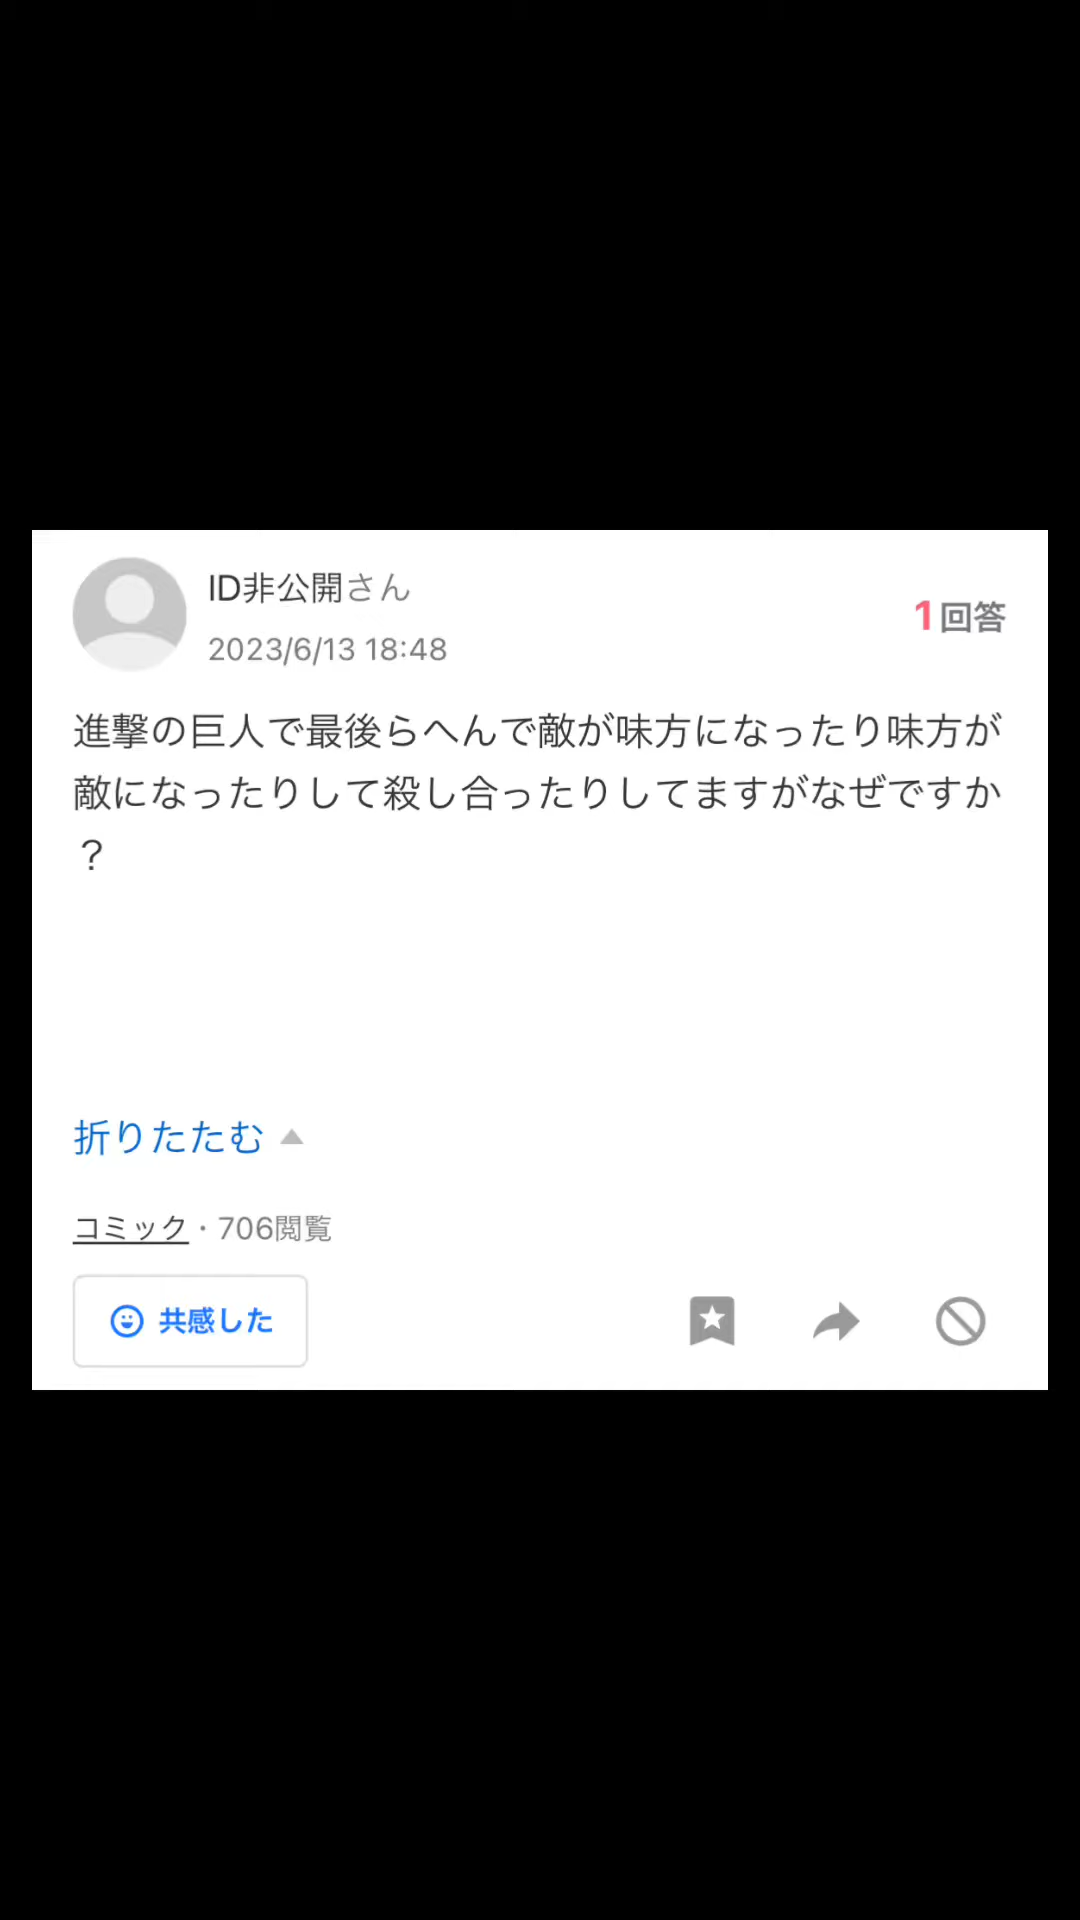 ID非公開さん
2023/6/13 18:48
1回答
進撃の巨人で最後らへんで敵が味方になったり味方が
敵になったりして殺し合ったりしてますがなぜですか
？
折りたたむ
コミック・706閲覧
共感した